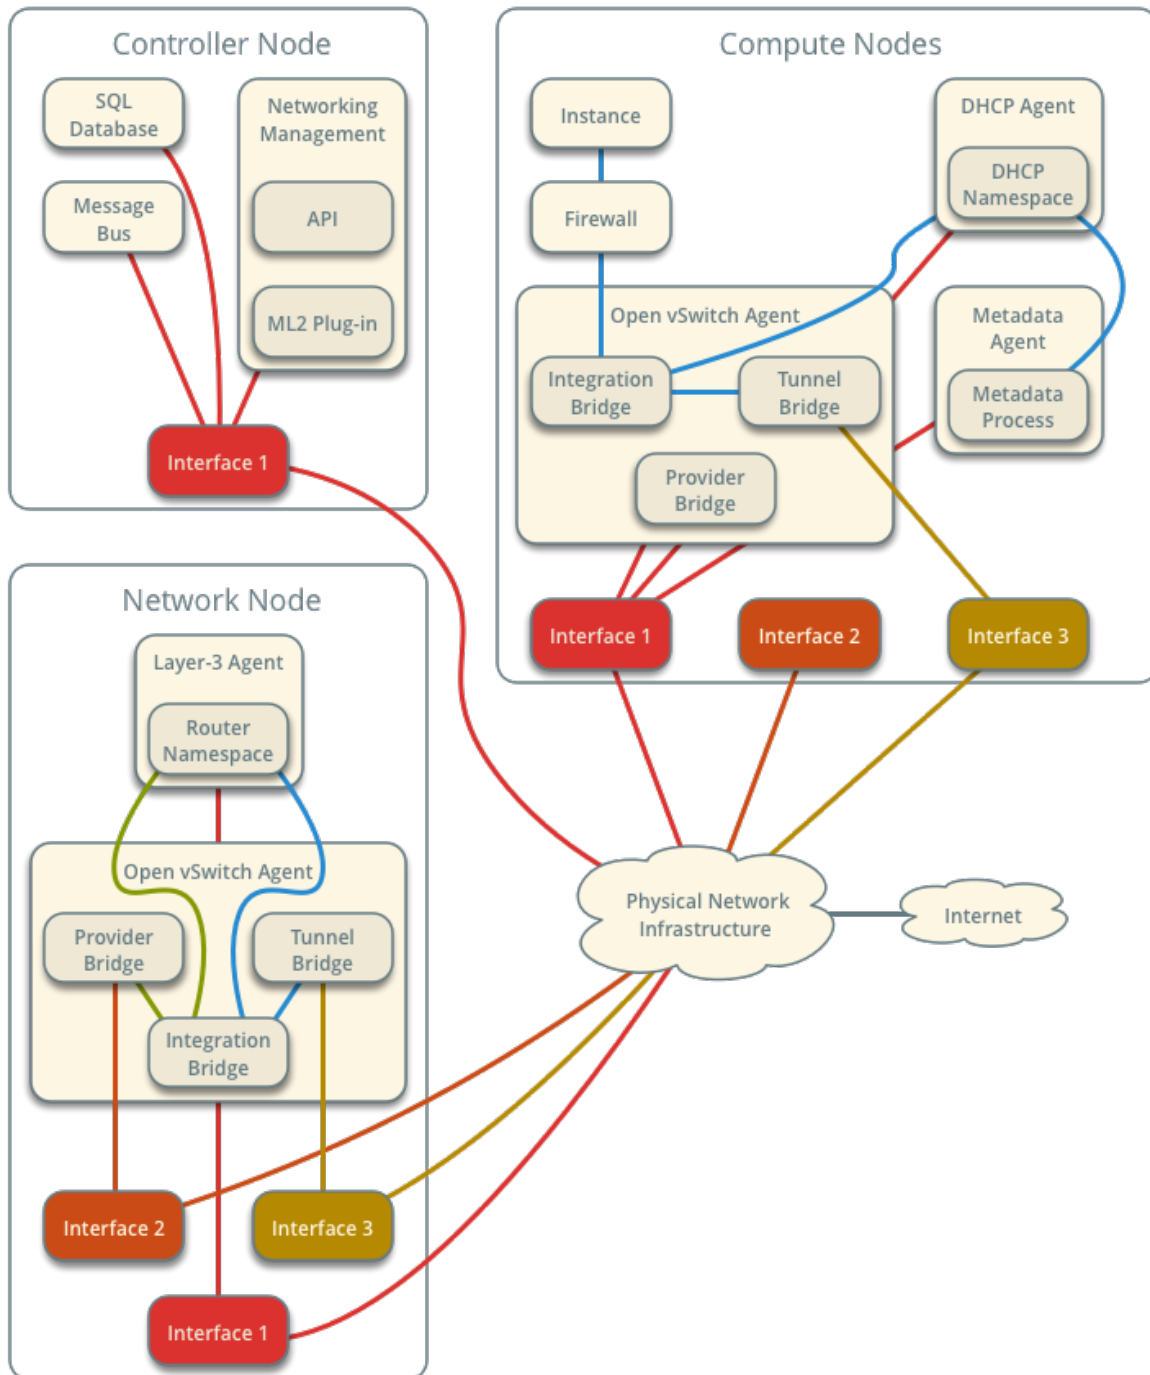 Controller Node
SQL
Database
Networking
Management
Message
Bus
API
ML2 Plug-in
Interface 1
Compute Nodes
Instance
DHCP Agent
DHCP
Namespace
Firewall
Open vSwitch Agent
Metadata
Agent
Integration
Bridge
Tunnel
Bridge
Metadata
Process
Provider
Bridge
Interface 1
Interface 2
Interface 3
Network Node
Layer-3 Agent
Router
Namespace
Open vSwitch Agent
Provider
Bridge
Tunnel
Bridge
Integration
Bridge
Interface 2
Interface 3
Interface 1
Physical Network
Infrastructure
Internet